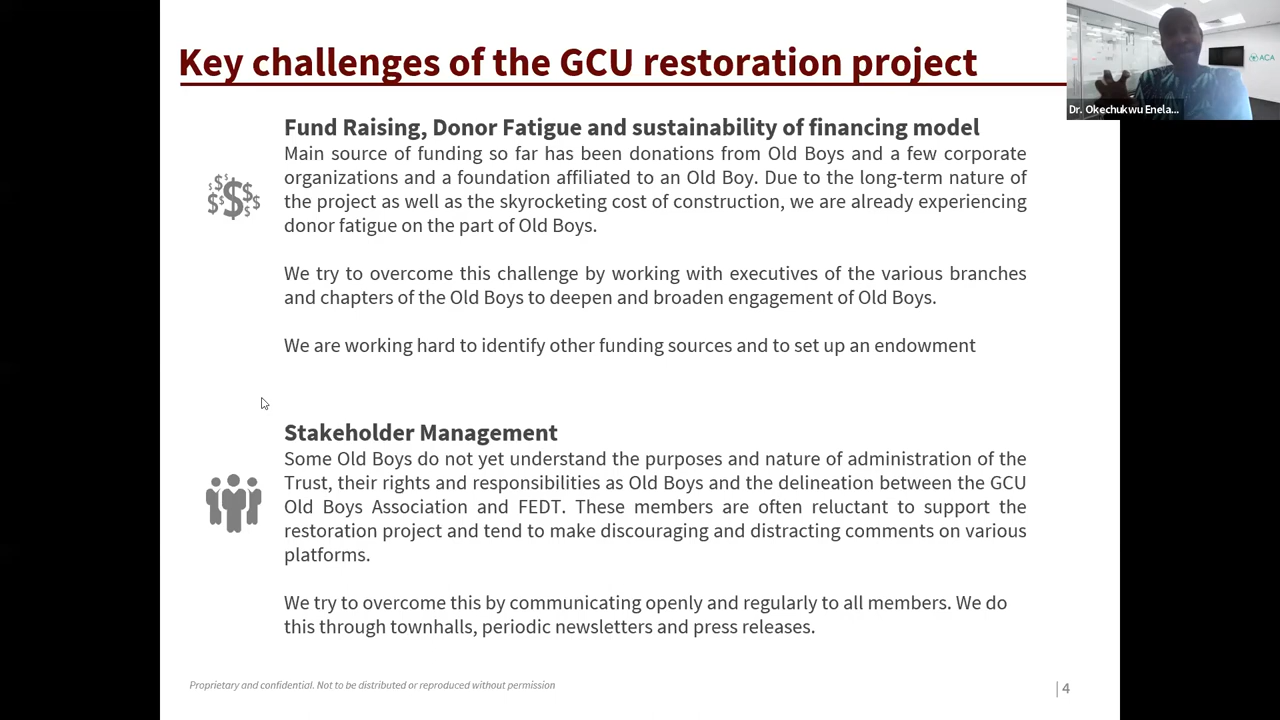 Key challenges of the GCU restoration project
ACA
Dr. Okechukwu Enela...
Fund Raising, Donor Fatigue and sustainability of financing model
Main source of funding so far has been donations from Old Boys and a few corporate
organizations and a foundation affiliated to an Old Boy. Due to the long-term nature of
the project as well as the skyrocketing cost of construction, we are already experiencing
donor fatigue on the part of Old Boys.
We try to overcome this challenge by working with executives of the various branches
and chapters of the Old Boys to deepen and broaden engagement of Old Boys.
We are working hard to identify other funding sources and to set up an endowment
Stakeholder Management
Some Old Boys do not yet understand the purposes and nature of administration of the
Trust, their rights and responsibilities as Old Boys and the delineation between the GCU
Old Boys Association and FEDT. These members are often reluctant to support the
restoration project and tend to make discouraging and distracting comments on various
platforms.
We try to overcome this by communicating openly and regularly to all members. We do
this through townhalls, periodic newsletters and press releases.
Proprietary and confidential. Not to be distributed or reproduced without permission
| 4